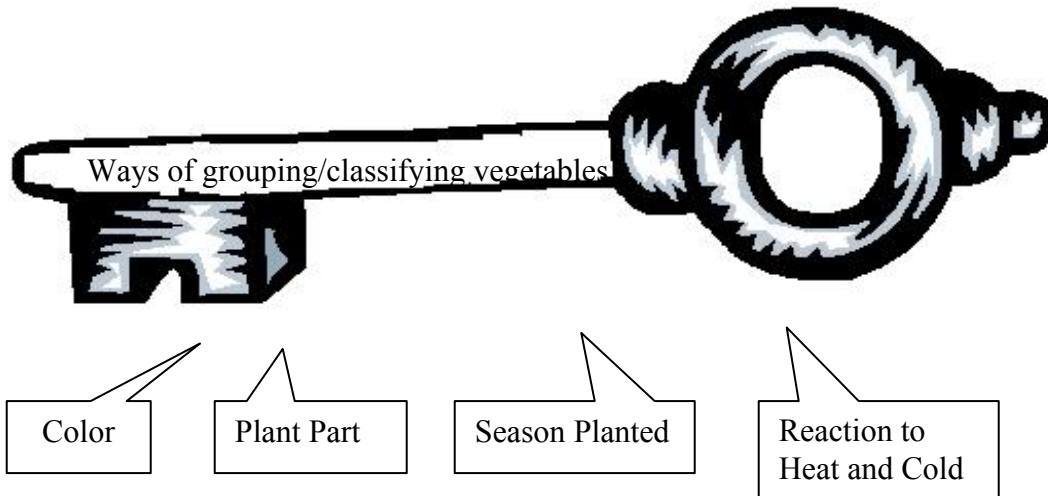 Ways of grouping/classifying vegetables
Color
Plant Part
Season Planted
Reaction to
Heat and Cold